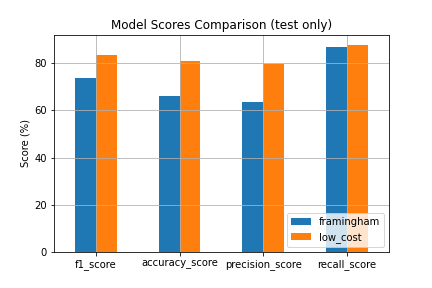 Model Scores Comparison (test only)
Score (%)
80
60
40
20
0
f1_score
accuracy_score
precision_score
recall_score
framingham
low_cost